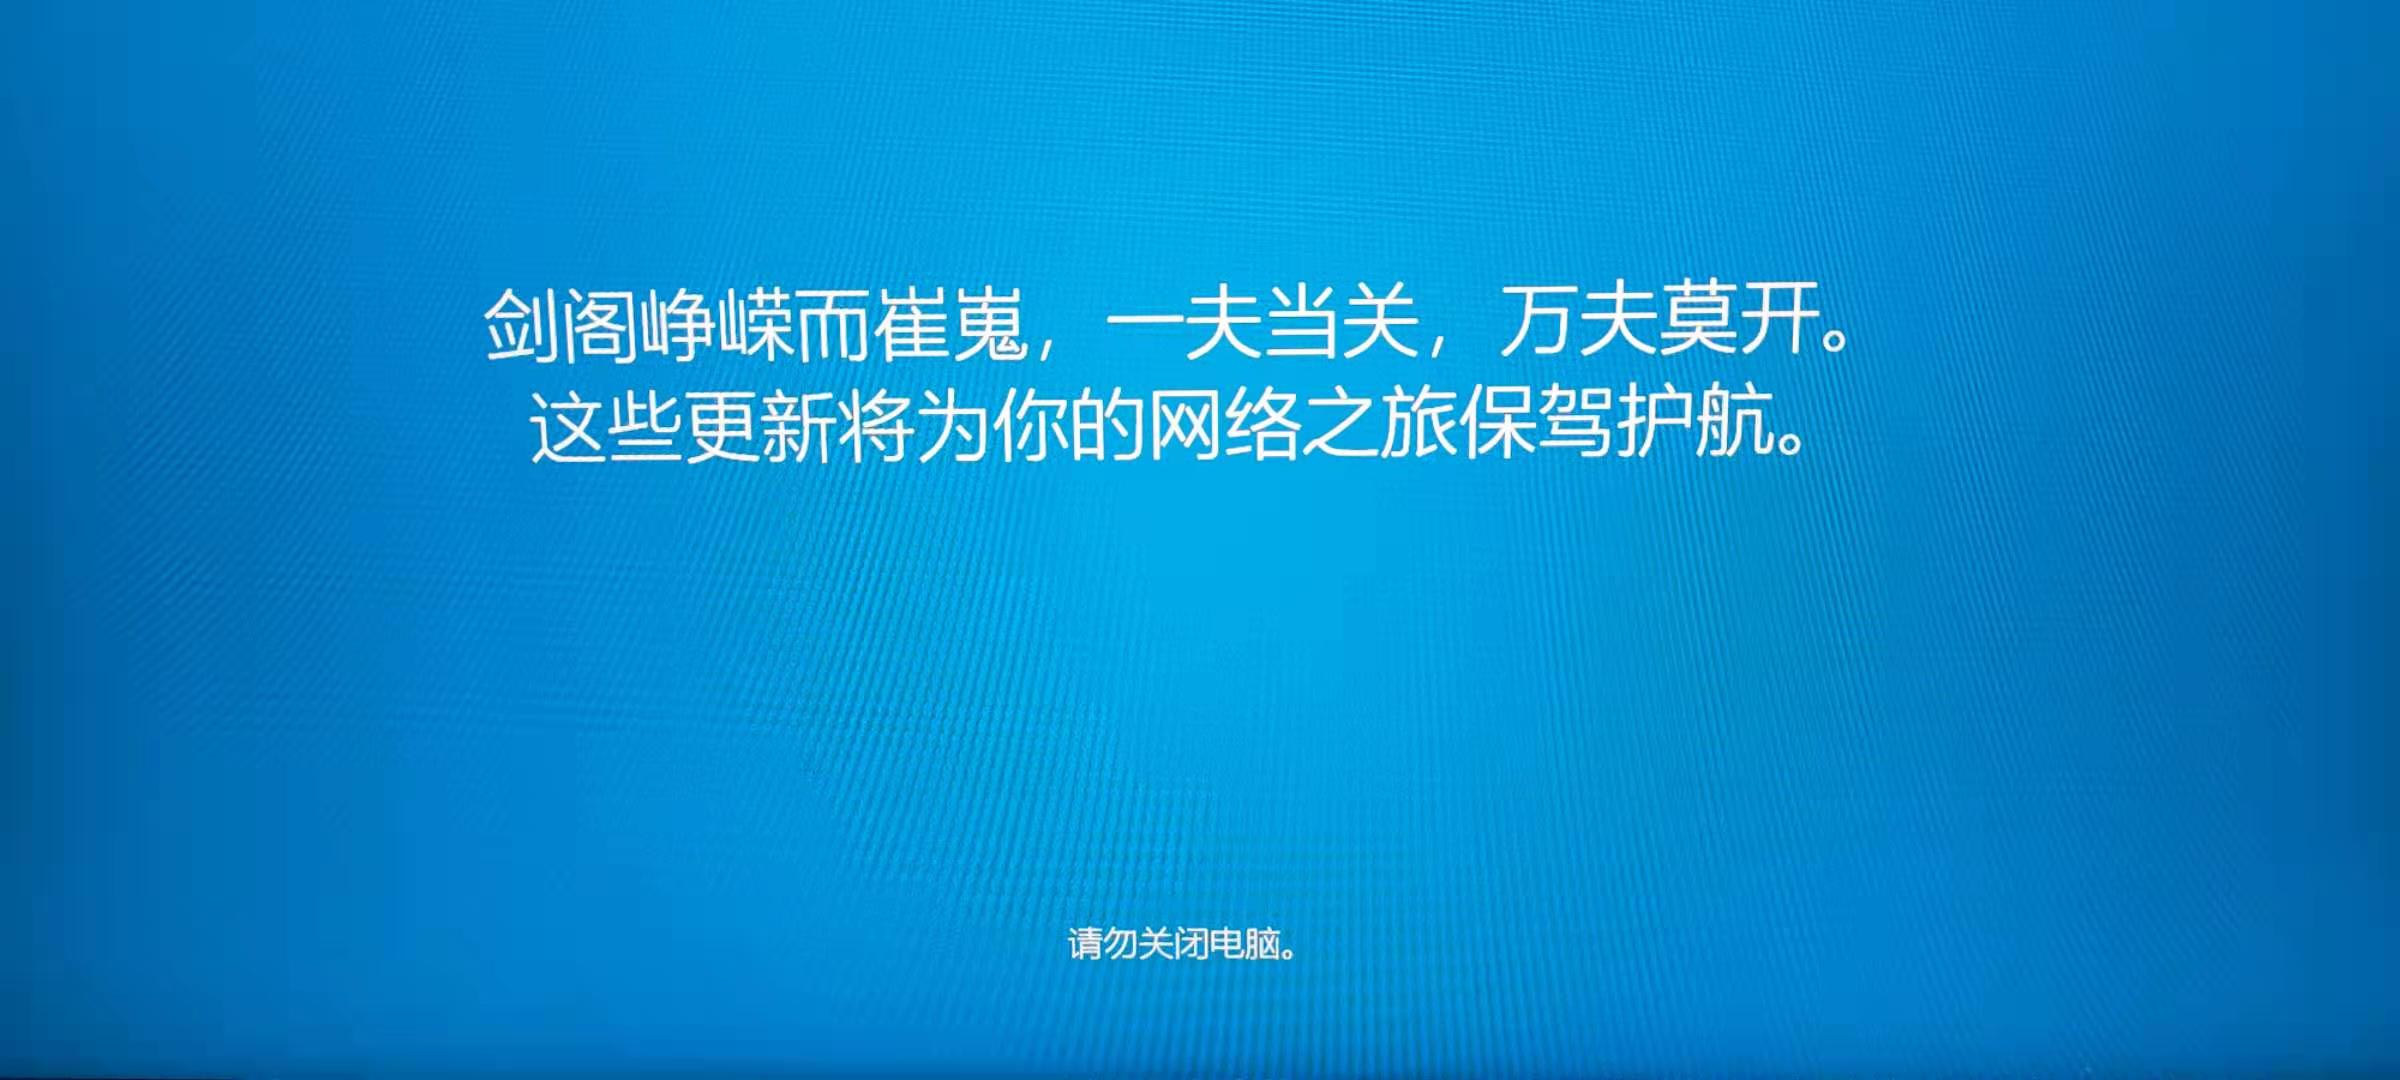 剑阁峥嵘而崔嵬，一夫当关，万夫莫开。
这些更新将为你的网络之旅保驾护航。
请勿关闭电脑。